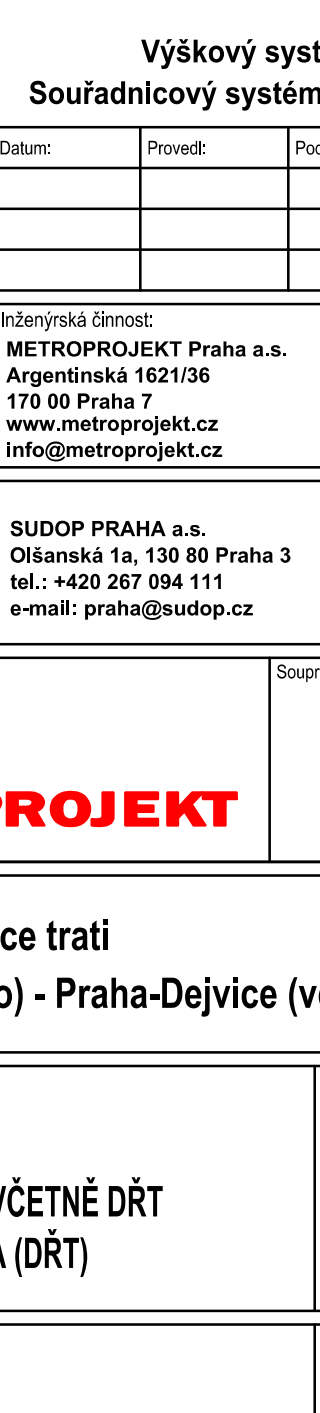 Výškový syst
Souřadnicový systém
Datum: Provedl: Pod
Inženýrská činnost:
METROPROJEKT Praha a.s.
Argentinská 1621/36
170 00 Praha 7
www.metroprojekt.cz
info@metroprojekt.cz
SUDOP PRAHA a.s.
Olšanská 1a, 130 80 Praha 3
tel.: +420 267 094 111
e-mail: praha@sudop.cz
Soupr
PROJEKT
ce trati
o) - Praha-Dejvice (v
VČETNĚ DŘT
A (DŘT)